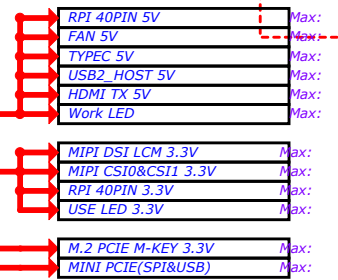 RPI 40PIN 5V Max:
FAN 5V Max:
TYPEC 5V Max:
USB2_HOST 5V Max:
HDMI TX 5V Max:
Work LED Max:
MIPI DSI LCM 3.3V Max:
MIPI CSI0&CSI1 3.3V Max:
RPI 40PIN 3.3V Max:
USE LED 3.3V Max:
M.2 PCIE M-KEY 3.3V Max:
MINI PCIE(SPI&USB) Max: